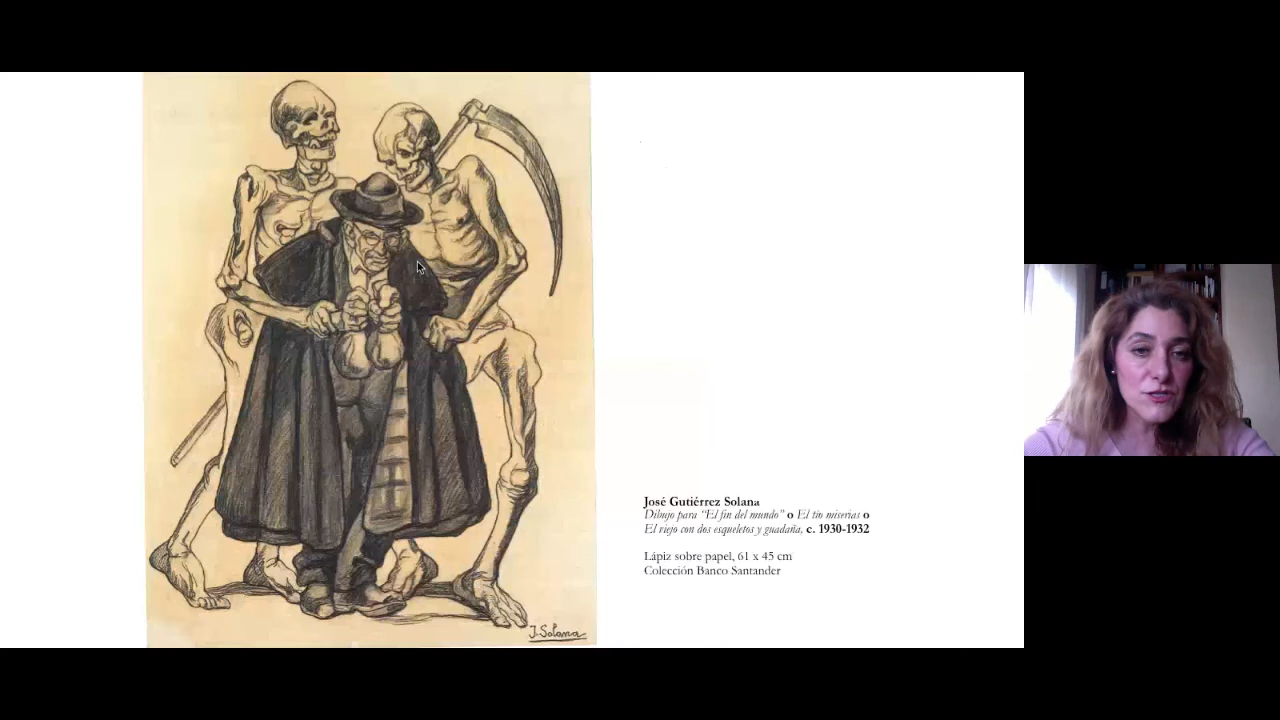 José Gutiérrez Solana
Dibujo para "El fin del mundo" o El tío miserias o
El viejo con dos esqueletos y guadaña, c. 1930-1932
Lápiz sobre papel, 61 x 45 cm
Colección Banco Santander
J. Solana